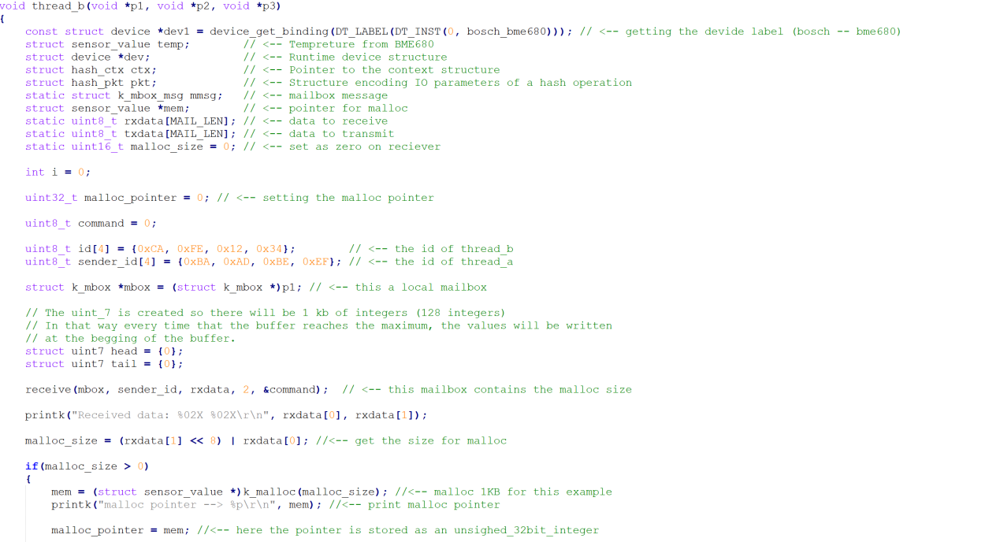 void thread_b(void *p1, void *p2, void *p3)
{
    const struct device *dev1 = device_get_binding(DT_LABEL(DT_INST(0, bosch_bme680))); // <-- getting the devide label (bosch -- bme680)
    struct sensor_value temp;        // <-- Tempreture from BME680
    struct device *dev;              // <-- Runtime device structure
    struct hash_ctx ctx;             // <-- Pointer to the context structure
    struct hash_pkt pkt;             // <-- Structure encoding IO parameters of a hash operation
    static struct k_mbox_msg mmsg;   // <-- mailbox message
    struct sensor_value *mem;        // <-- pointer for malloc
    static uint8_t rxdata[MAIL_LEN]; // <-- data to receive
    static uint8_t txdata[MAIL_LEN]; // <-- data to transmit
    static uint16_t malloc_size = 0; // <-- set as zero on reciever

    int i = 0;

    uint32_t malloc_pointer = 0; // <-- setting the malloc pointer

    uint8_t command = 0;

    uint8_t id[4] = {0xCA, 0xFE, 0x12, 0x34};        // <-- the id of thread_b
    uint8_t sender_id[4] = {0xBA, 0xAD, 0xBE, 0xEF}; // <-- the id of thread_a

    struct k_mbox *mbox = (struct k_mbox *)p1; // <-- this a local mailbox

    // The uint_7 is created so there will be 1 kb of integers (128 integers)
    // In that way every time that the buffer reaches the maximum, the values will be written
    // at the begging of the buffer.
    struct uint7 head = {0};
    struct uint7 tail = {0};

    receive(mbox, sender_id, rxdata, 2, &command);  // <-- this mailbox contains the malloc size

    printk("Received data: %02X %02X\r\n", rxdata[0], rxdata[1]);

    malloc_size = (rxdata[1] << 8) | rxdata[0]; //<-- get the size for malloc

    if(malloc_size > 0)
    {
        mem = (struct sensor_value *)k_malloc(malloc_size); //<-- malloc 1KB for this example
        printk("malloc pointer --> %p\r\n", mem); //<-- print malloc pointer

        malloc_pointer = mem; //<-- here the pointer is stored as an unsighed_32bit_integer